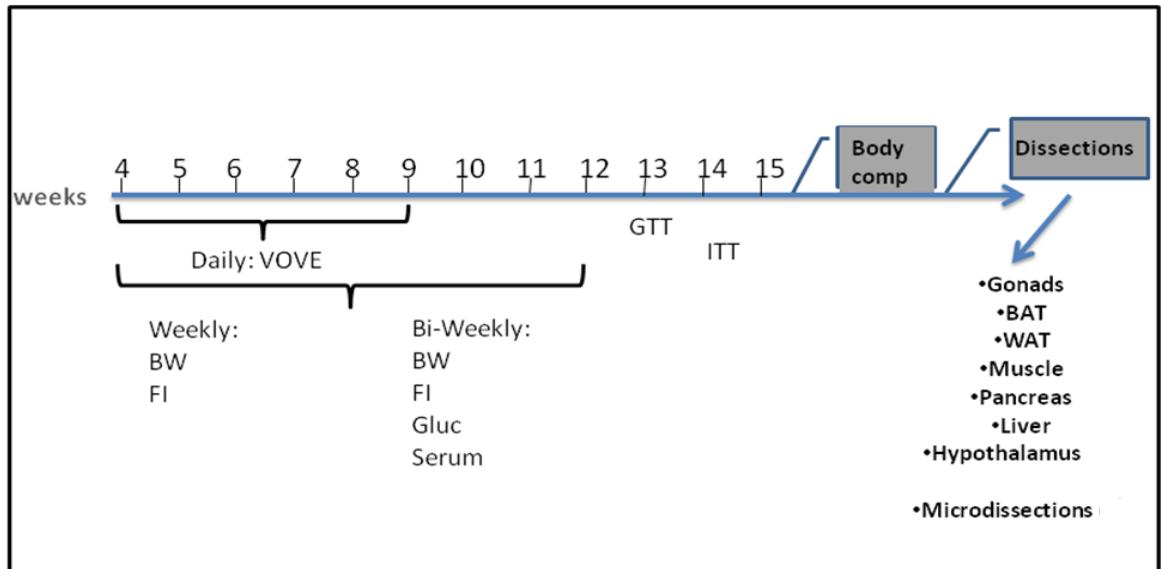 4 5 6 7 8 9 10 11 12 13 14 15
weeks
Body
comp
Dissections
GTT
ITT
Daily: VOVE
Weekly:
BW
FI
Bi-Weekly:
BW
FI
Gluc
Serum
•Gonads
•BAT
•WAT
•Muscle
•Pancreas
•Liver
•Hypothalamus
•Microdissections